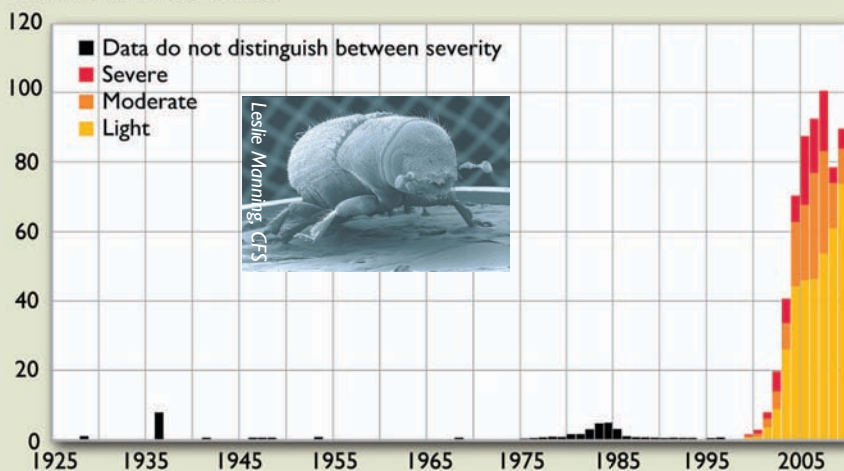 120
Data do not distinguish between severity
100
Severe
Moderate
Light
Leslie Manning, CFS
80
60
40
20
0
1925 1935 1945 1955 1965 1975 1985 1995 2005